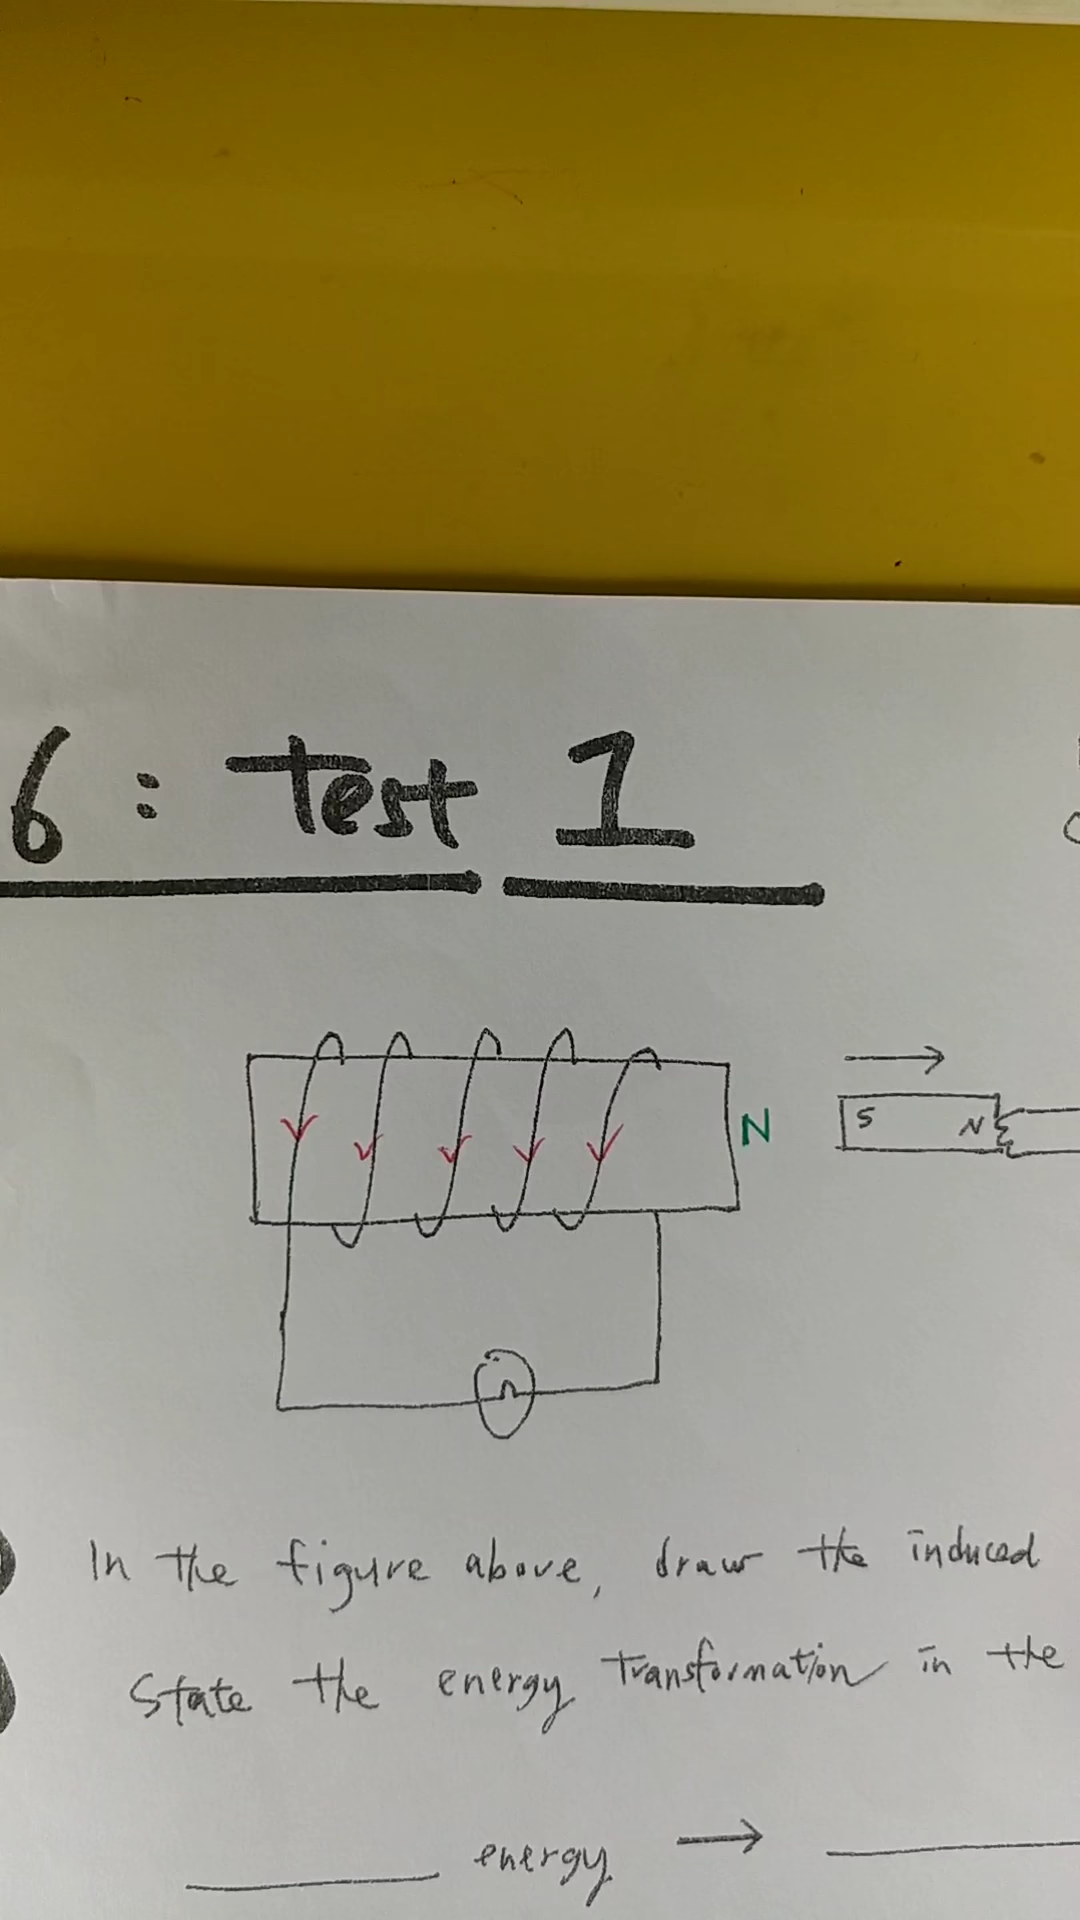 6: Test 1
N
S N
In the figure above, draw the induced
State the energy transformation in the
energy →